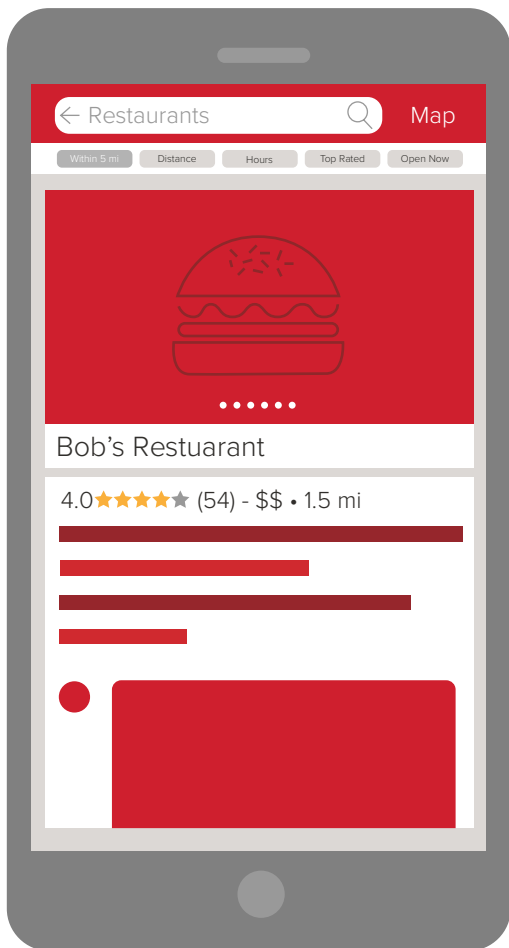 Restaurants Map
Within 5 mi Distance Hours Top Rated Open Now
Bob’s Restuarant
4.0 (54) - $$ • 1.5 mi